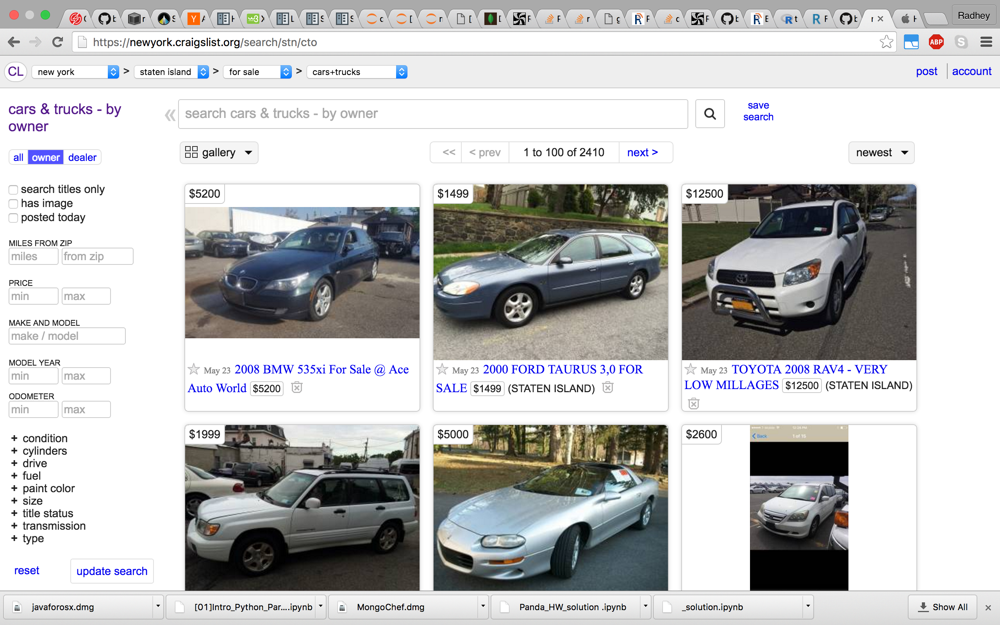 Radhey
https://newyork.craigslist.org/search/stn/cto
ABP
CL new york > staten island > for sale > cars+trucks
post account
cars & trucks - by
owner
search cars & trucks - by owner
save
search
all owner dealer
gallery
<< < prev 1 to 100 of 2410 next >
newest
search titles only
has image
posted today
MILES FROM ZIP
miles from zip
PRICE
min max
MAKE AND MODEL
make / model
MODEL YEAR
min max
ODOMETER
min max
+ condition
+ cylinders
+ drive
+ fuel
+ paint color
+ size
+ title status
+ transmission
+ type
reset update search
$5200
May 23 2008 BMW 535xi For Sale @ Ace
Auto World $5200
$1499
May 23 2000 FORD TAURUS 3,0 FOR
SALE $1499 (STATEN ISLAND)
$12500
May 23 TOYOTA 2008 RAV4 - VERY
LOW MILLAGES $12500 (STATEN ISLAND)
$1999
$5000
$2600
Back 1 of 15
javaforosx.dmg
[01]Intro_Python_Par....ipynb
MongoChef.dmg
Panda_HW_solution .ipynb
_solution.ipynb
Show All